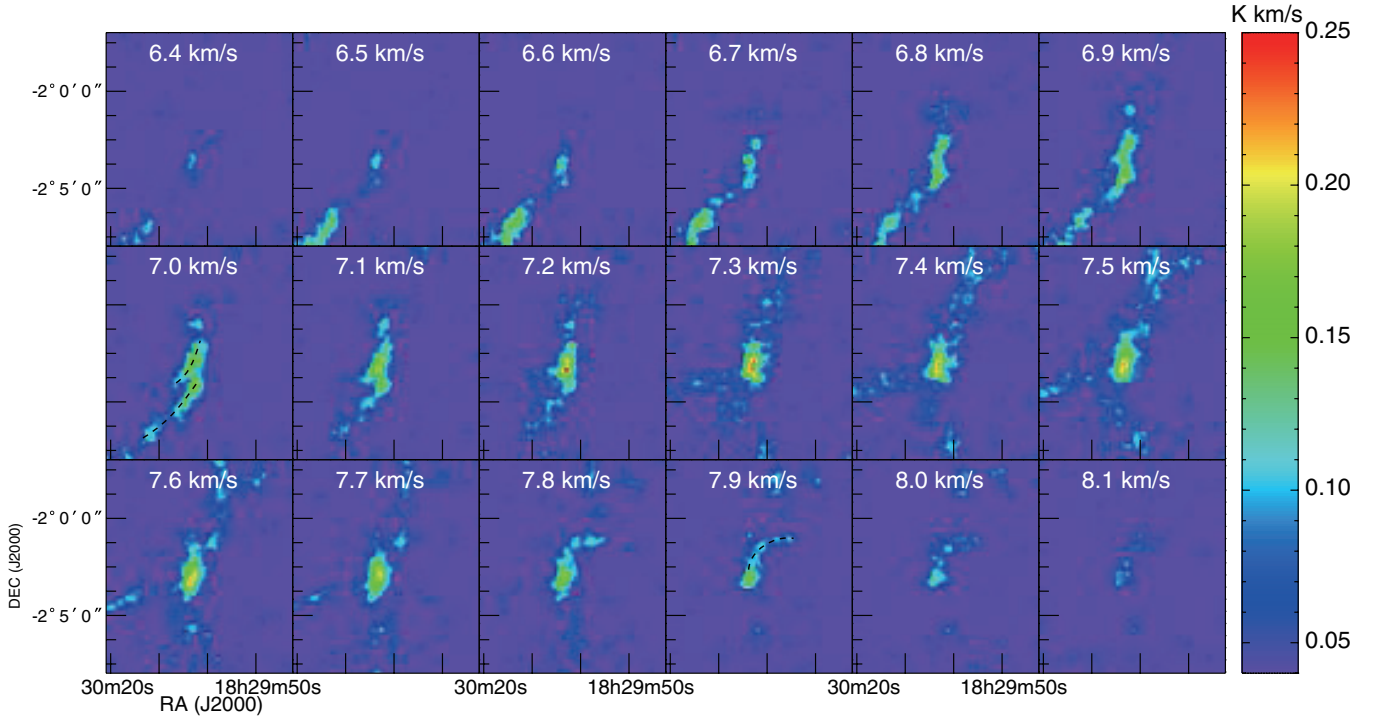 K km/s
6.4 km/s 6.5 km/s 6.6 km/s 6.7 km/s 6.8 km/s 6.9 km/s
0.25
-2°0′0″
0.20
-2°5′0″
7.0 km/s 7.1 km/s 7.2 km/s 7.3 km/s 7.4 km/s 7.5 km/s
0.15
7.6 km/s 7.7 km/s 7.8 km/s 7.9 km/s 8.0 km/s 8.1 km/s
0.10
-2°0′0″
DEC (J2000)
-2°5′0″
0.05
30m20s 18h29m50s 30m20s 18h29m50s 30m20s 18h29m50s
RA (J2000)